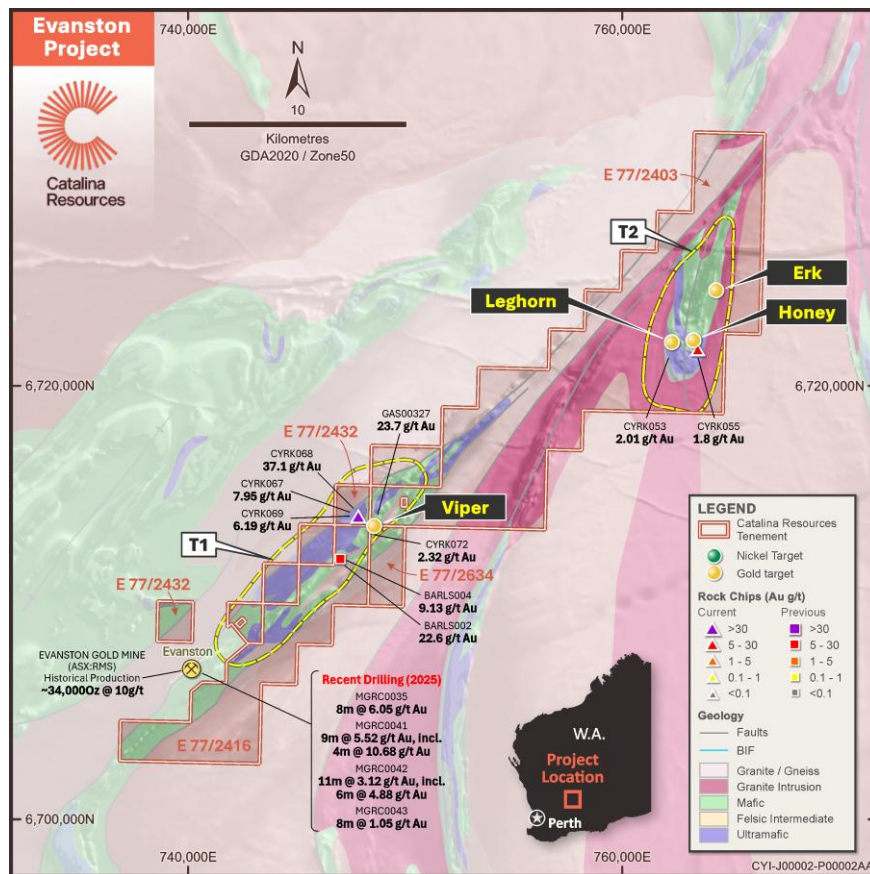 Evanston
Project
Catalina
Resources
740,000E
760,000E
N
10
Kilometres
GDA2020 / Zone50
E 77/2403
T2
Erk
Leghorn
Honey
6,720,000N
6,720,000N
CYRK053
2.01 g/t Au
CYRK055
1.8 g/t Au
GAS00327
23.7 g/t Au
E 77/2432
CYRK068
37.1 g/t Au
CYRK067
7.95 g/t Au
CYRK069
6.19 g/t Au
Viper
T1
CYRK072
2.32 g/t Au
E 77/2634
BARLS004
9.13 g/t Au
BARLS002
22.6 g/t Au
E 77/2432
Evanston
EVANSTON GOLD MINE
(ASX:RMS)
Historical Production
~34,000Oz @ 10g/t
E 77/2416
Recent Drilling (2025)
MGRC0035
8m @ 6.05 g/t Au
MGRC0041
9m @ 5.52 g/t Au, incl.
4m @ 10.68 g/t Au
MGRC0042
11m @ 3.12 g/t Au, incl.
6m @ 4.88 g/t Au
MGRC0043
8m @ 1.05 g/t Au
W.A.
Project
Location
Perth
LEGEND
Catalina Resources
Tenement
Nickel Target
Gold target
Rock Chips (Au g/t)
Current Previous
>30 >30
5 - 30 5 - 30
1 - 5 1 - 5
0.1 - 1 0.1 - 1
<0.1 <0.1
Geology
Faults
BIF
Granite / Gneiss
Granite Intrusion
Mafic
Felsic Intermediate
Ultramafic
6,700,000N
740,000E
760,000E
CYI-J00002-P00002AA